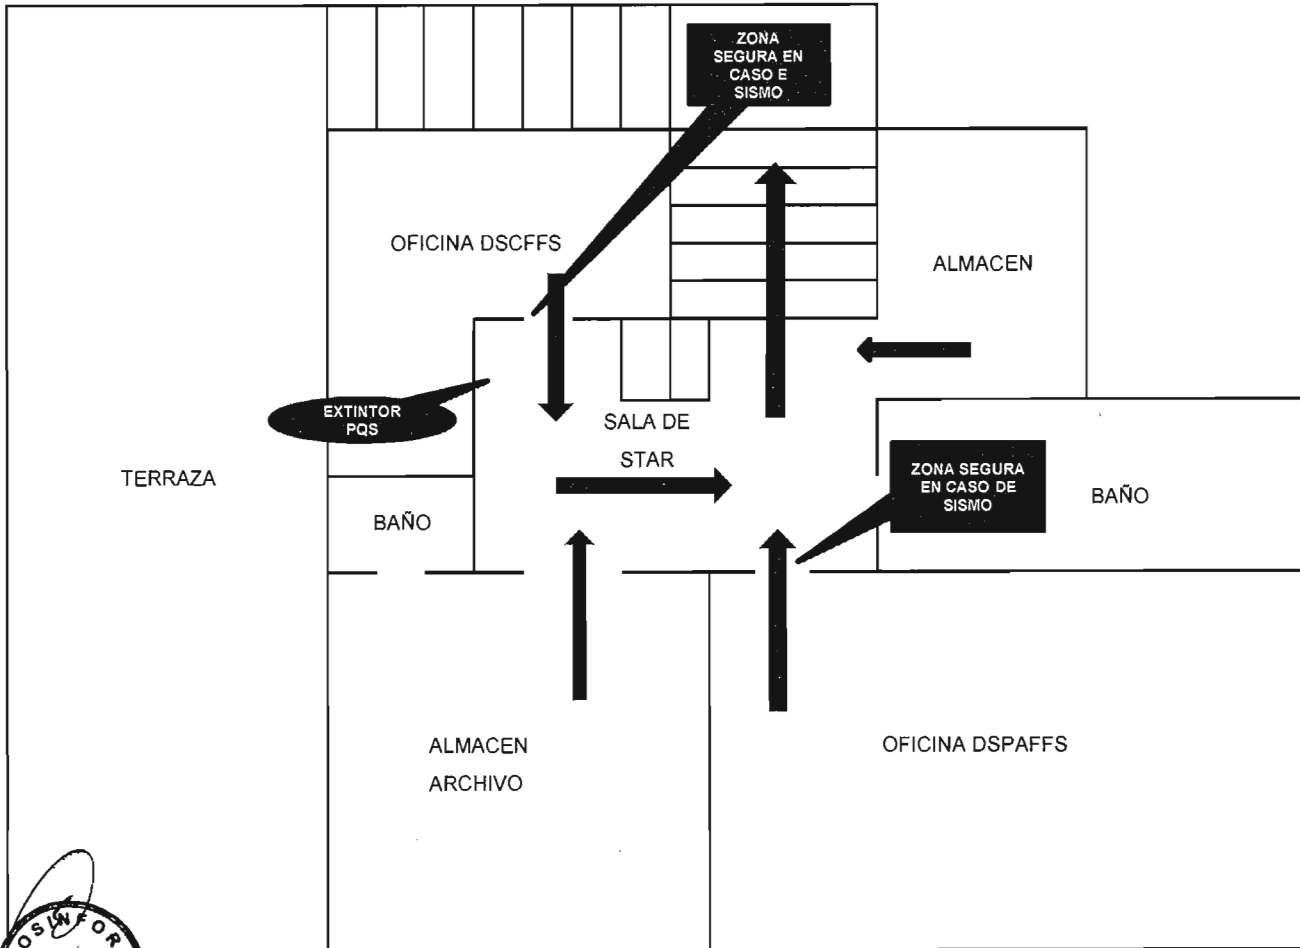 ZONA
SEGURA EN
CASO E
SISMO
OFICINA DSCFFS
ALMACEN
EXTINTOR
PQS
SALA DE
STAR
TERRAZA
BAÑO
ZONA SEGURA
EN CASO DE
SISMO
BAÑO
ALMACEN
ARCHIVO
OFICINA DSPAFFS
OSINFOR